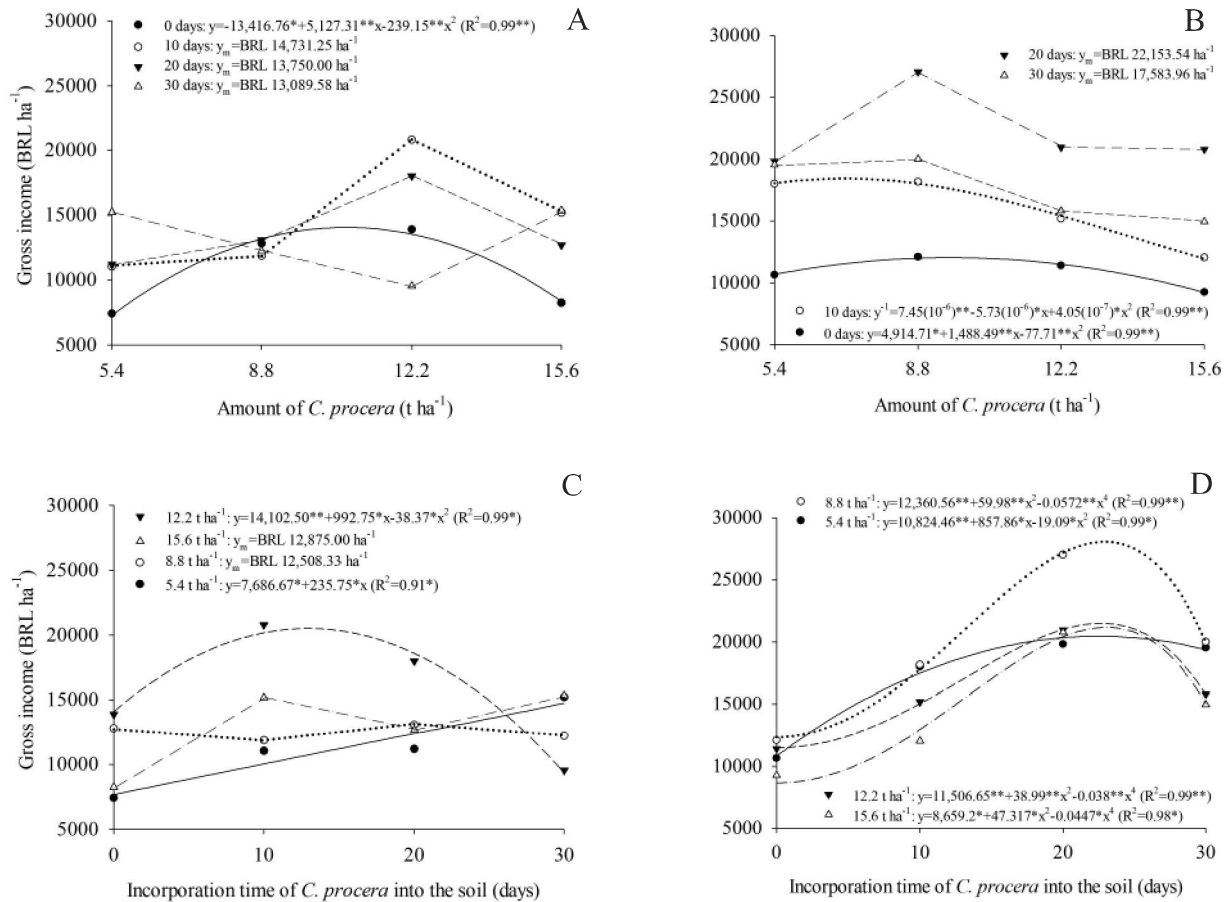 A
0 days: y=-13,416.76*+5,127.31**x-239.15**x² (R²=0.99**)
10 days: yₘ=BRL 14,731.25 ha⁻¹
20 days: yₘ=BRL 13,750.00 ha⁻¹
30 days: yₘ=BRL 13,089.58 ha⁻¹
Gross income (BRL ha⁻¹)
30000
25000
20000
15000
10000
5000
5.4 8.8 12.2 15.6
Amount of C. procera (t ha⁻¹)
B
20 days: yₘ=BRL 22,153.54 ha⁻¹
30 days: yₘ=BRL 17,583.96 ha⁻¹
30000
25000
20000
15000
10000
5000
10 days: y⁻¹=7.45(10⁻⁶)**-5.73(10⁻⁶)*x+4.05(10⁻⁷)*x² (R²=0.99**)
0 days: y=4,914.71*+1,488.49**x-77.71**x² (R²=0.99**)
5.4 8.8 12.2 15.6
Amount of C. procera (t ha⁻¹)
C
12.2 t ha⁻¹: y=14,102.50**+992.75*x-38.37*x² (R²=0.99*)
15.6 t ha⁻¹: yₘ=BRL 12,875.00 ha⁻¹
8.8 t ha⁻¹: yₘ=BRL 12,508.33 ha⁻¹
5.4 t ha⁻¹: y=7,686.67*+235.75*x (R²=0.91*)
Gross income (BRL ha⁻¹)
30000
25000
20000
15000
10000
5000
0 10 20 30
Incorporation time of C. procera into the soil (days)
D
8.8 t ha⁻¹: y=12,360.56**+59.98**x²-0.0572**x⁴ (R²=0.99**)
5.4 t ha⁻¹: y=10,824.46**+857.86*x-19.09*x² (R²=0.99*)
30000
25000
20000
15000
10000
5000
12.2 t ha⁻¹: y=11,506.65**+38.99**x²-0.038**x⁴ (R²=0.99**)
15.6 t ha⁻¹: y=8,659.2*+47.317*x²-0.0447*x⁴ (R²=0.98*)
0 10 20 30
Incorporation time of C. procera into the soil (days)